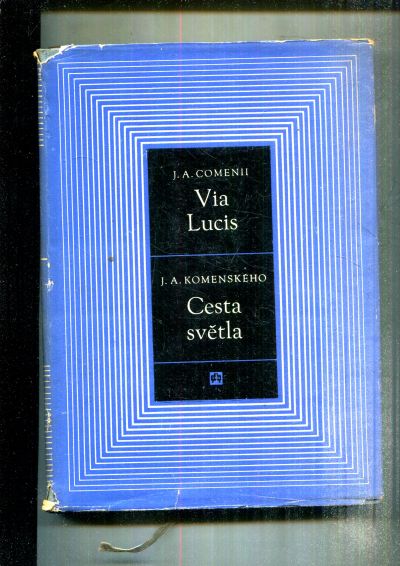 J. A. COMENII
Via
Lucis
J. A. KOMENSKÉHO
Cesta
světla